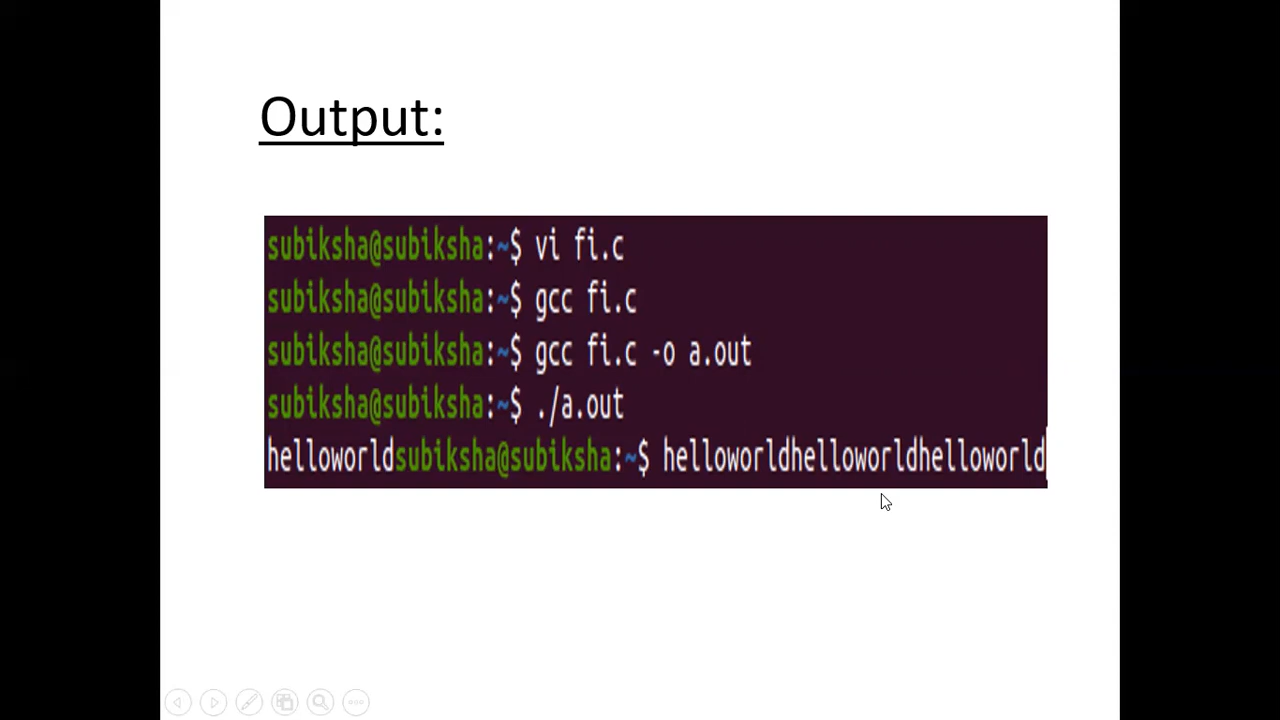 Output:
subiksha@subiksha:~$ vi fi.c
subiksha@subiksha:~$ gcc fi.c
subiksha@subiksha:~$ gcc fi.c -o a.out
subiksha@subiksha:~$ ./a.out
helloworldsubiksha@subiksha:~$ helloworldhelloworldhelloworld